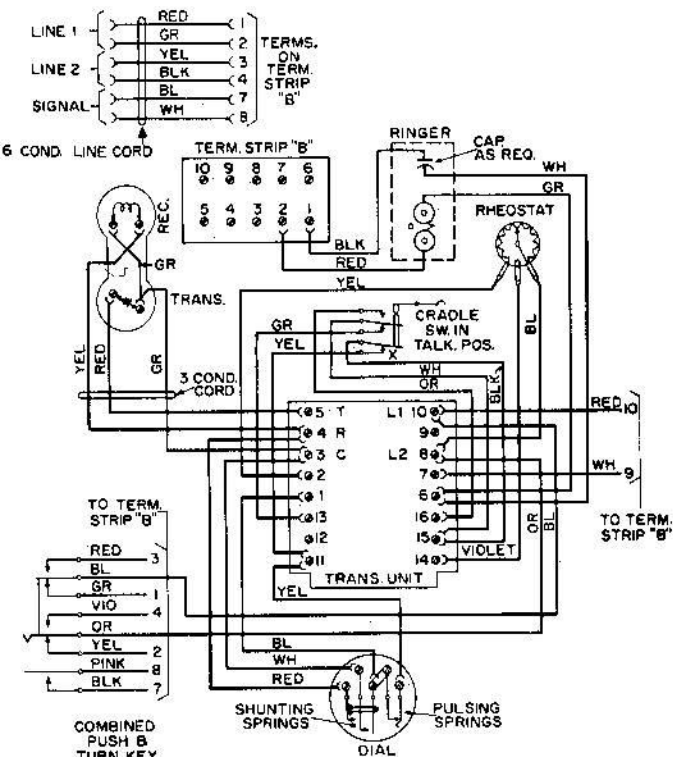 LINE 1
RED
1
GR
2
LINE 2
YEL
3
BLK
4
SIGNAL
BL
7
WH
8
TERMS.
ON
TERM.
STRIP
"B"
6 COND. LINE CORD
TERM. STRIP "B"
10 9 8 7 6
5 4 3 2 1
RINGER
CAP.
AS REQ.
WH
GR
RHEOSTAT
BLK
RED
YEL
REC.
GR
TRANS.
YEL
RED
GR
3 COND.
CORD
GR
YEL
CRADLE
SW. IN
TALK. POS.
X
WH
OR
BLK
BL
5 T
4 R
3 C
2
1
13
12
11
L1 10
9
L2 8
7
6
16
15
14
TRANS. UNIT
RED
10
WH
9
TO TERM.
STRIP "B"
OR
BL
VIOLET
YEL
TO TERM.
STRIP "B"
RED
3
BL
GR
1
VIO
4
OR
YEL
2
PINK
8
BLK
7
COMBINED
PUSH &
TURN KEY
BL
WH
RED
SHUNTING
SPRINGS
PULSING
SPRINGS
DIAL